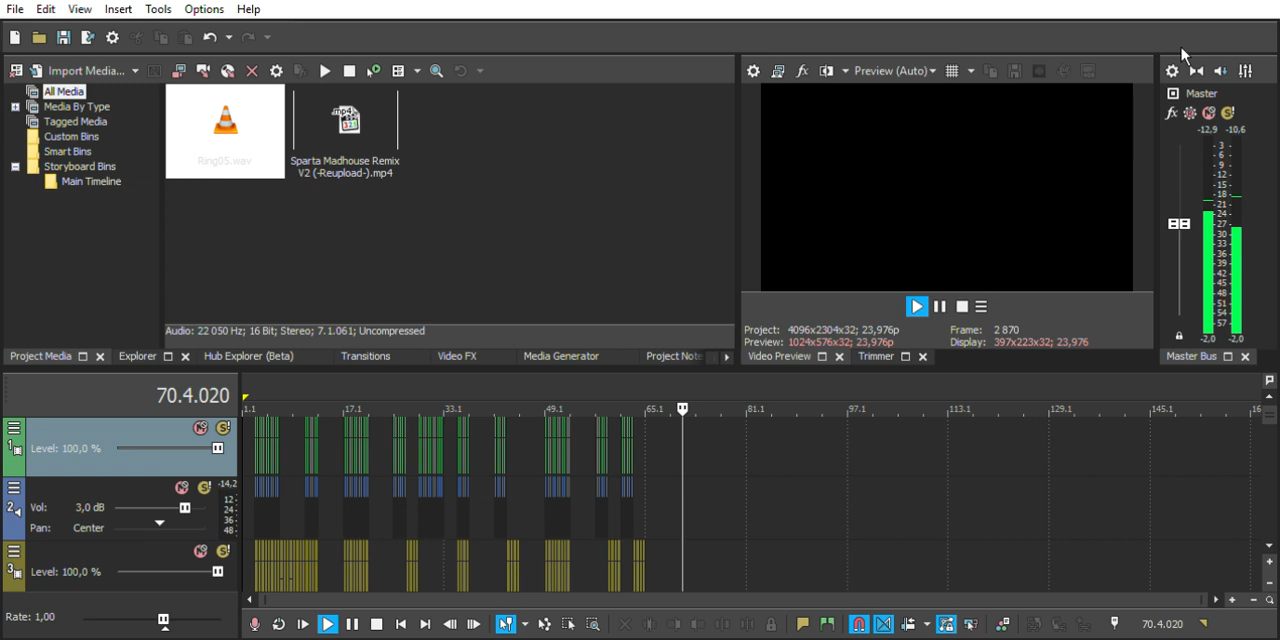 File Edit View Insert Tools Options Help
Import Media...
Preview (Auto)
All Media
Media By Type
Tagged Media
Custom Bins
Smart Bins
Storyboard Bins
Main Timeline
Ring05.wav
Sparta Madhouse Remix
V2 (-Reupload-).mp4
Audio: 22 050 Hz; 16 Bit; Stereo; 7.1.061; Uncompressed
Project: 4096x2304x32; 23,976p
Frame: 2 870
Preview: 1024x576x32; 23,976p
Display: 397x223x32; 23,976
Master
-12,9 -10,6
- 3 -
- 6 -
- 9 -
-12-
-15-
-18-
-21-
-24-
-27-
-30-
-33-
-36-
-39-
-42-
-45-
-48-
-51-
-54-
-57-
-2,0 -2,0
Project Media Explorer Hub Explorer (Beta) Transitions Video FX Media Generator Project Note
Video Preview Trimmer
Master Bus
70.4.020
1.1 17.1 33.1 49.1 65.1 81.1 97.1 113.1 129.1 145.1 16
1
Level: 100,0 %
2
-14,2
Vol: 3,0 dB
Pan: Center
12-
24-
36-
48-
3
Level: 100,0 %
Rate: 1,00
70.4.020